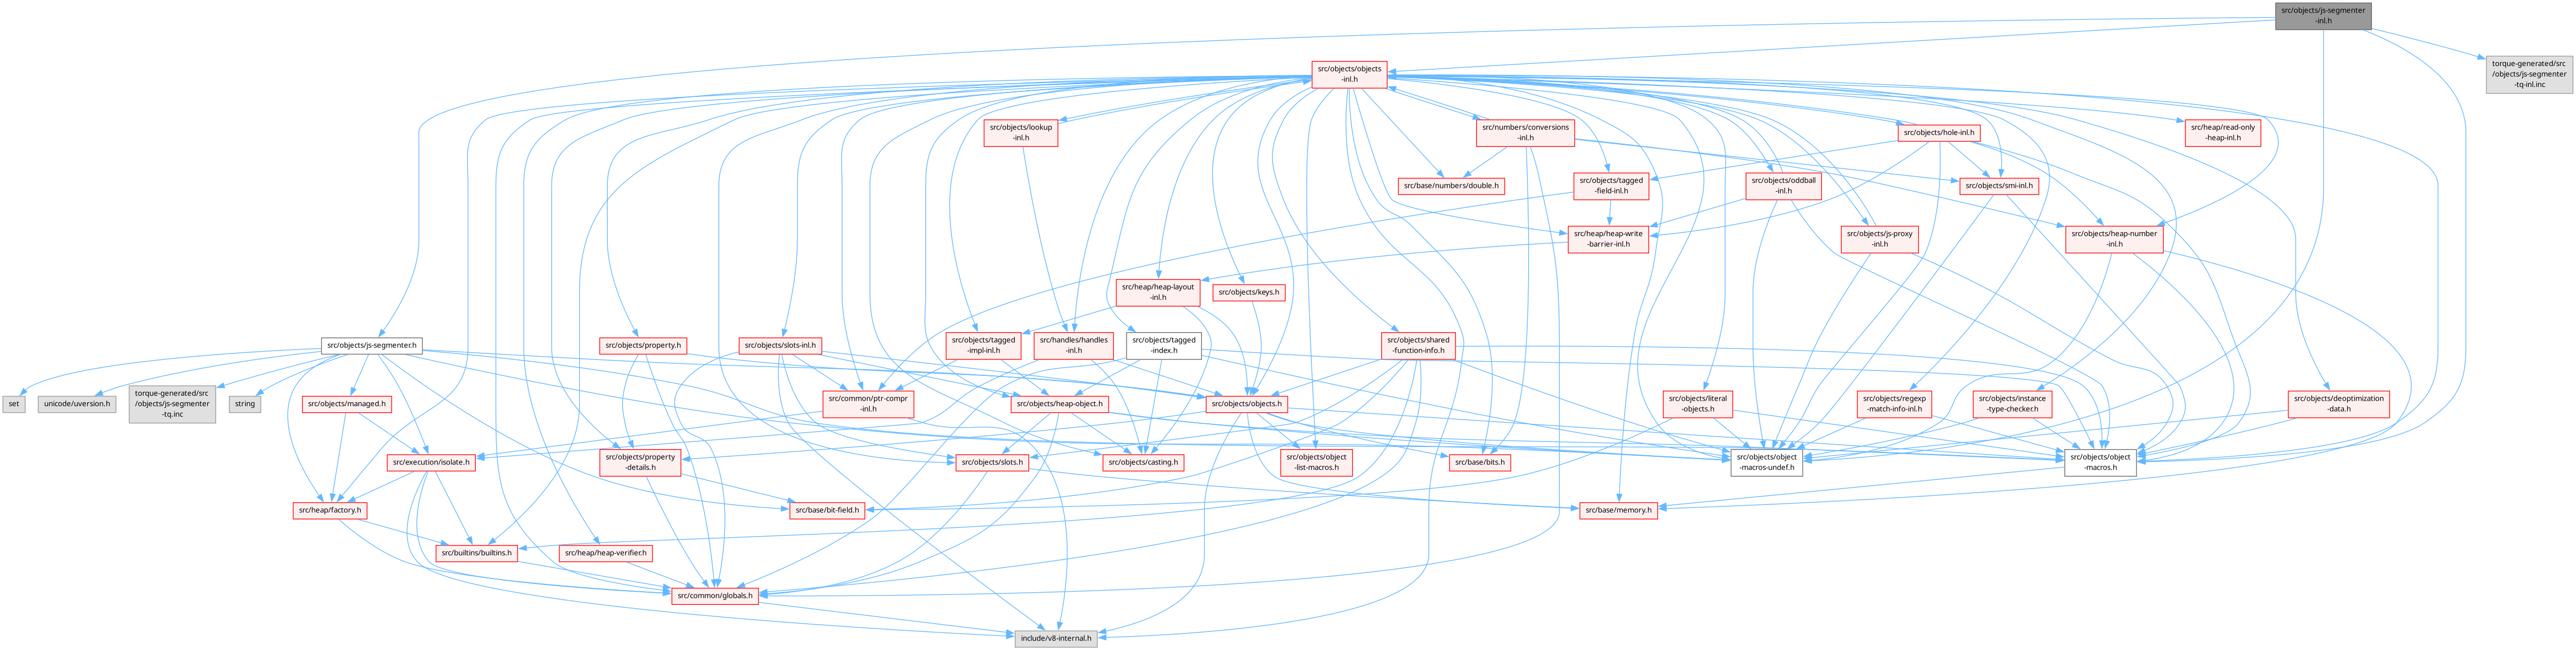 src/objects/js-segmenter
-inl.h
torque-generated/src
/objects/js-segmenter
-tq-inl.inc
src/objects/objects
-inl.h
src/objects/lookup
-inl.h
src/numbers/conversions
-inl.h
src/objects/hole-inl.h
src/heap/read-only
-heap-inl.h
src/base/numbers/double.h
src/objects/tagged
-field-inl.h
src/objects/oddball
-inl.h
src/objects/smi-inl.h
src/heap/heap-write
-barrier-inl.h
src/objects/js-proxy
-inl.h
src/objects/heap-number
-inl.h
src/heap/heap-layout
-inl.h
src/objects/keys.h
src/objects/js-segmenter.h
src/objects/property.h
src/objects/slots-inl.h
src/objects/tagged
-impl-inl.h
src/handles/handles
-inl.h
src/objects/tagged
-index.h
src/objects/shared
-function-info.h
set
unicode/uversion.h
torque-generated/src
/objects/js-segmenter
-tq.inc
string
src/objects/managed.h
src/common/ptr-compr
-inl.h
src/objects/heap-object.h
src/objects/objects.h
src/objects/literal
-objects.h
src/objects/regexp
-match-info-inl.h
src/objects/instance
-type-checker.h
src/objects/deoptimization
-data.h
src/execution/isolate.h
src/objects/property
-details.h
src/objects/slots.h
src/objects/casting.h
src/objects/object
-list-macros.h
src/base/bits.h
src/objects/object
-macros-undef.h
src/objects/object
-macros.h
src/heap/factory.h
src/base/bit-field.h
src/base/memory.h
src/builtins/builtins.h
src/heap/heap-verifier.h
src/common/globals.h
include/v8-internal.h